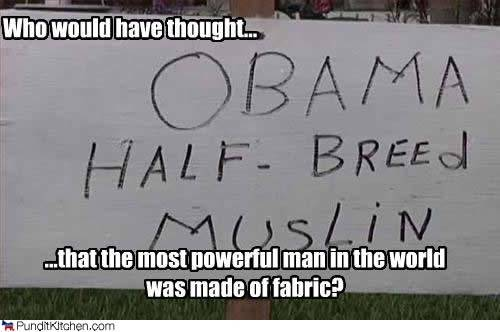 Who would have thought...
OBAMA
HALF- BREEd
MUSLiN
...that the most powerful man in the world
was made of fabric?
PunditKitchen.com